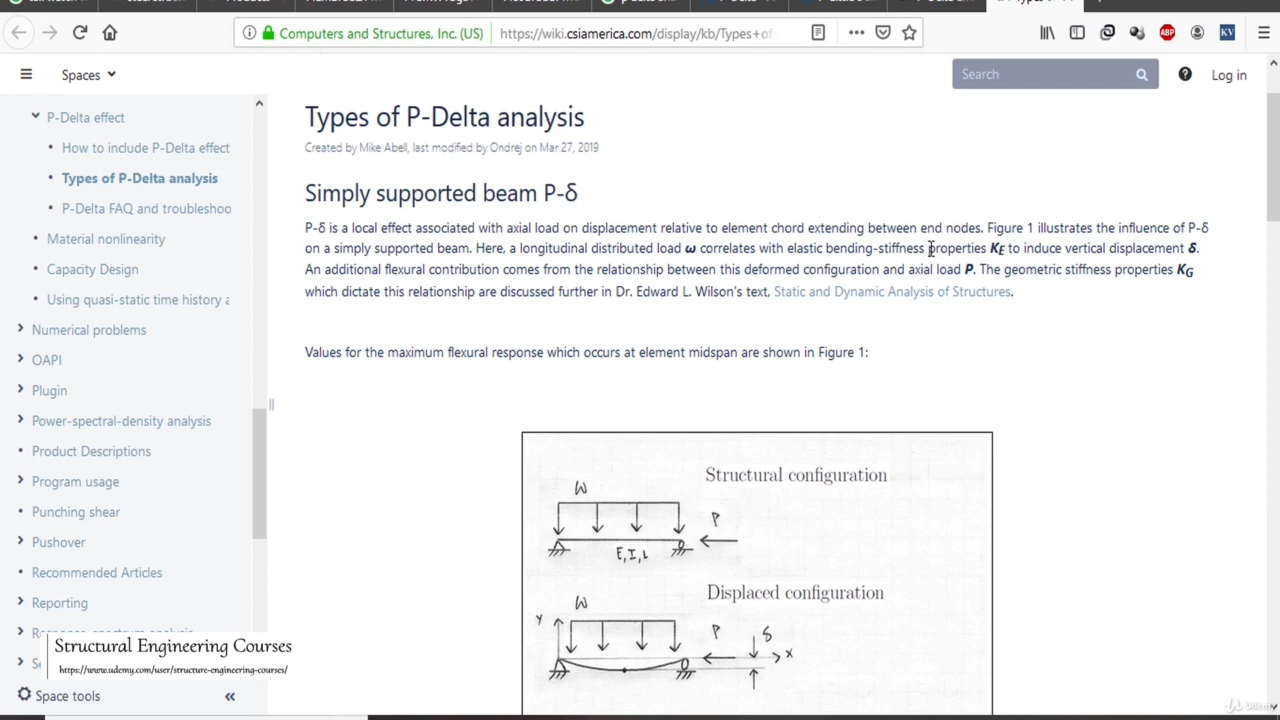 Computers and Structures, Inc. (US)
https://wiki.csiamerica.com/display/kb/Types+of-
ABP
KV
Spaces
Search
Log in
P-Delta effect
How to include P-Delta effect
Types of P-Delta analysis
P-Delta FAQ and troubleshoo
Material nonlinearity
Capacity Design
Using quasi-static time history a
Numerical problems
OAPI
Plugin
Power-spectral-density analysis
Product Descriptions
Program usage
Punching shear
Pushover
Recommended Articles
Reporting
Space tools
Types of P-Delta analysis
Created by Mike Abell, last modified by Ondrej on Mar 27, 2019
Simply supported beam P-δ
P-δ is a local effect associated with axial load on displacement relative to element chord extending between end nodes. Figure 1 illustrates the influence of P-δ
on a simply supported beam. Here, a longitudinal distributed load ω correlates with elastic bending-stiffness properties KE to induce vertical displacement δ.
An additional flexural contribution comes from the relationship between this deformed configuration and axial load P. The geometric stiffness properties KG
which dictate this relationship are discussed further in Dr. Edward L. Wilson's text, Static and Dynamic Analysis of Structures.
Values for the maximum flexural response which occurs at element midspan are shown in Figure 1:
Structural configuration
W
P
E, I, L
Displaced configuration
W
Y
P
δ
X
Structural Engineering Courses
https://www.udemy.com/user/structure-engineering-courses/
Udemy